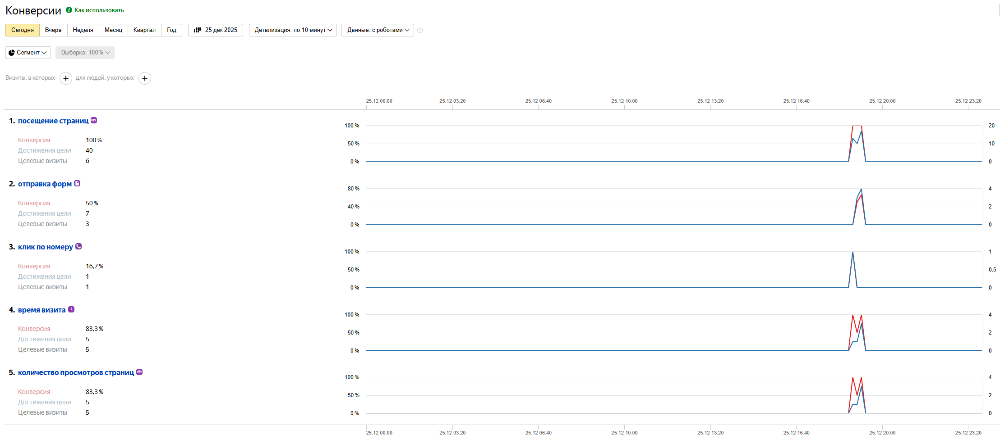 Конверсии Как использовать
Сегодня Вчера Неделя Месяц Квартал Год 25 дек 2025 Детализация: по 10 минут Данные: с роботами ?
Сегмент Выборка: 100%
Визиты, в которых + для людей, у которых +
25.12 00:00 25.12 03:20 25.12 06:40 25.12 10:00 25.12 13:20 25.12 16:40 25.12 20:00 25.12 23:20
1. посещение страниц URL
Конверсия 100 %
Достижения цели 40
Целевые визиты 6
100 % 20
50 % 10
0 % 0
2. отправка форм
Конверсия 50 %
Достижения цели 7
Целевые визиты 3
80 % 4
40 % 2
0 % 0
3. клик по номеру
Конверсия 16,7 %
Достижения цели 1
Целевые визиты 1
100 % 1
50 % 0,5
0 % 0
4. время визита
Конверсия 83,3 %
Достижения цели 5
Целевые визиты 5
100 % 4
50 % 2
0 % 0
5. количество просмотров страниц
Конверсия 83,3 %
Достижения цели 5
Целевые визиты 5
100 % 4
50 % 2
0 % 0
25.12 00:00 25.12 03:20 25.12 06:40 25.12 10:00 25.12 13:20 25.12 16:40 25.12 20:00 25.12 23:20